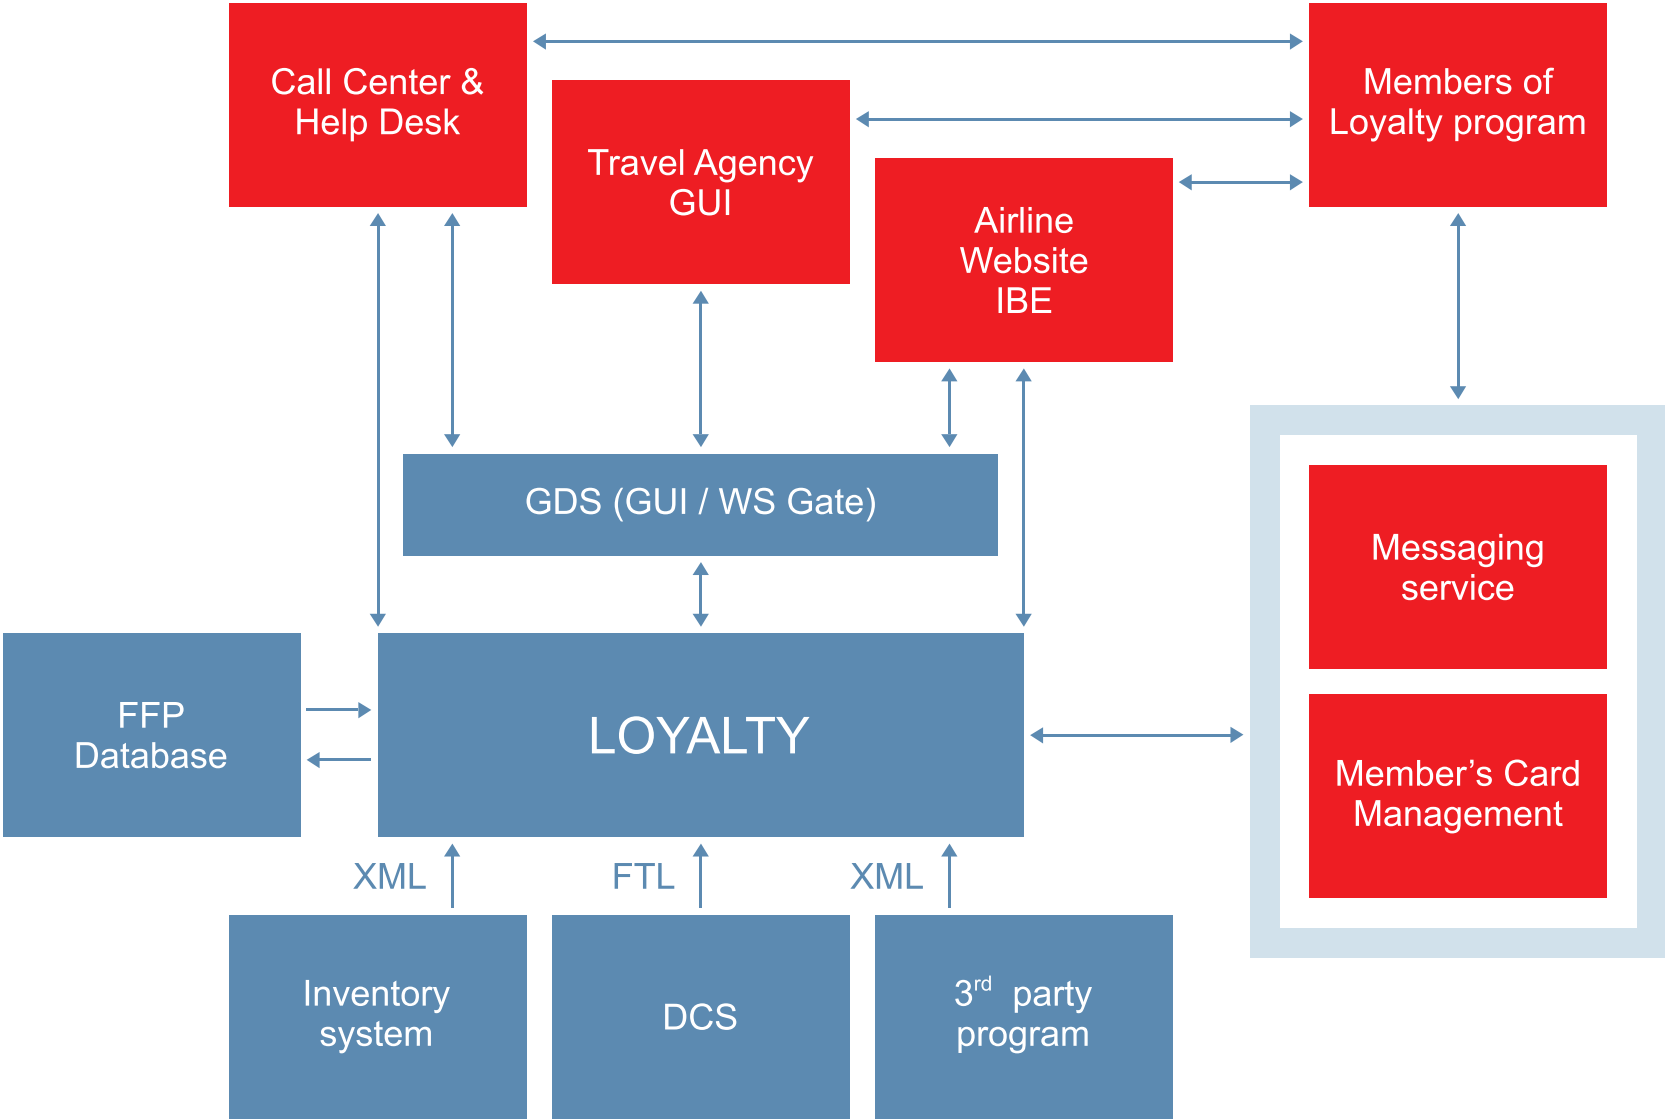 Call Center &
Help Desk
Members of
Loyalty program
Travel Agency
GUI
Airline
Website
IBE
GDS (GUI / WS Gate)
Messaging
service
FFP
Database
LOYALTY
Member’s Card
Management
XML
FTL
XML
Inventory
system
DCS
3rd party
program